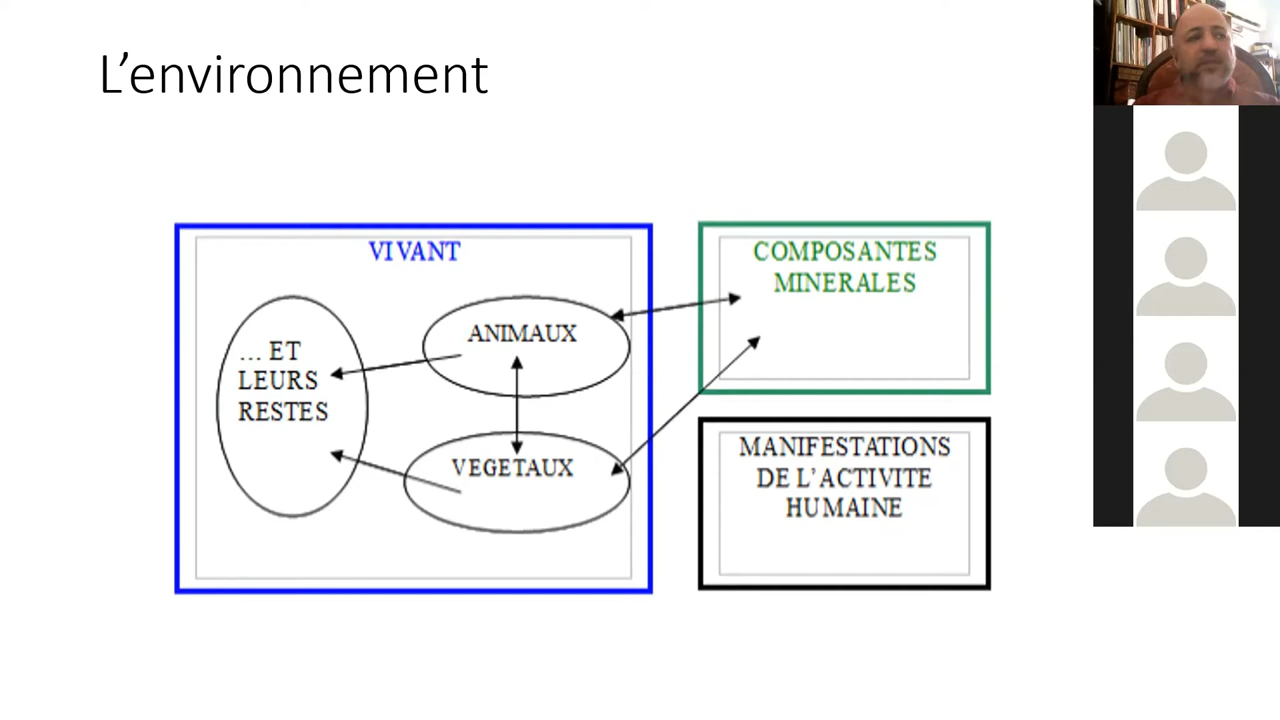 L’environnement
VIVANT
… ET
LEURS
RESTES
ANIMAUX
VEGETAUX
COMPOSANTES
MINERALES
MANIFESTATIONS
DE L’ACTIVITE
HUMAINE